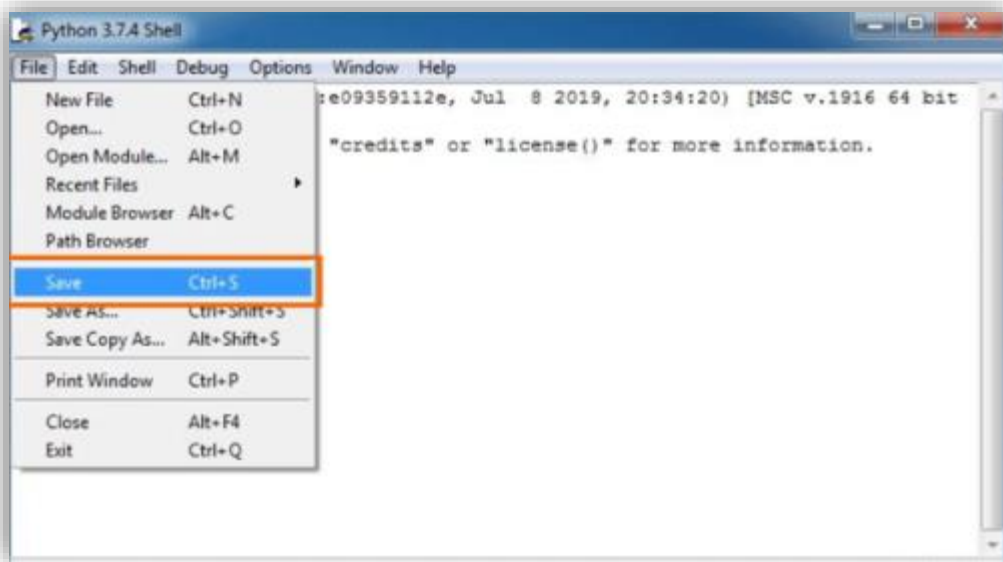 Python 3.7.4 Shell
File Edit Shell Debug Options Window Help
New File Ctrl+N
:e09359112e, Jul 8 2019, 20:34:20) [MSC v.1916 64 bit
Open... Ctrl+O
"credits" or "license()" for more information.
Open Module... Alt+M
Recent Files
Module Browser Alt+C
Path Browser
Save Ctrl+S
Save As... Ctrl+Shift+S
Save Copy As... Alt+Shift+S
Print Window Ctrl+P
Close Alt+F4
Exit Ctrl+Q